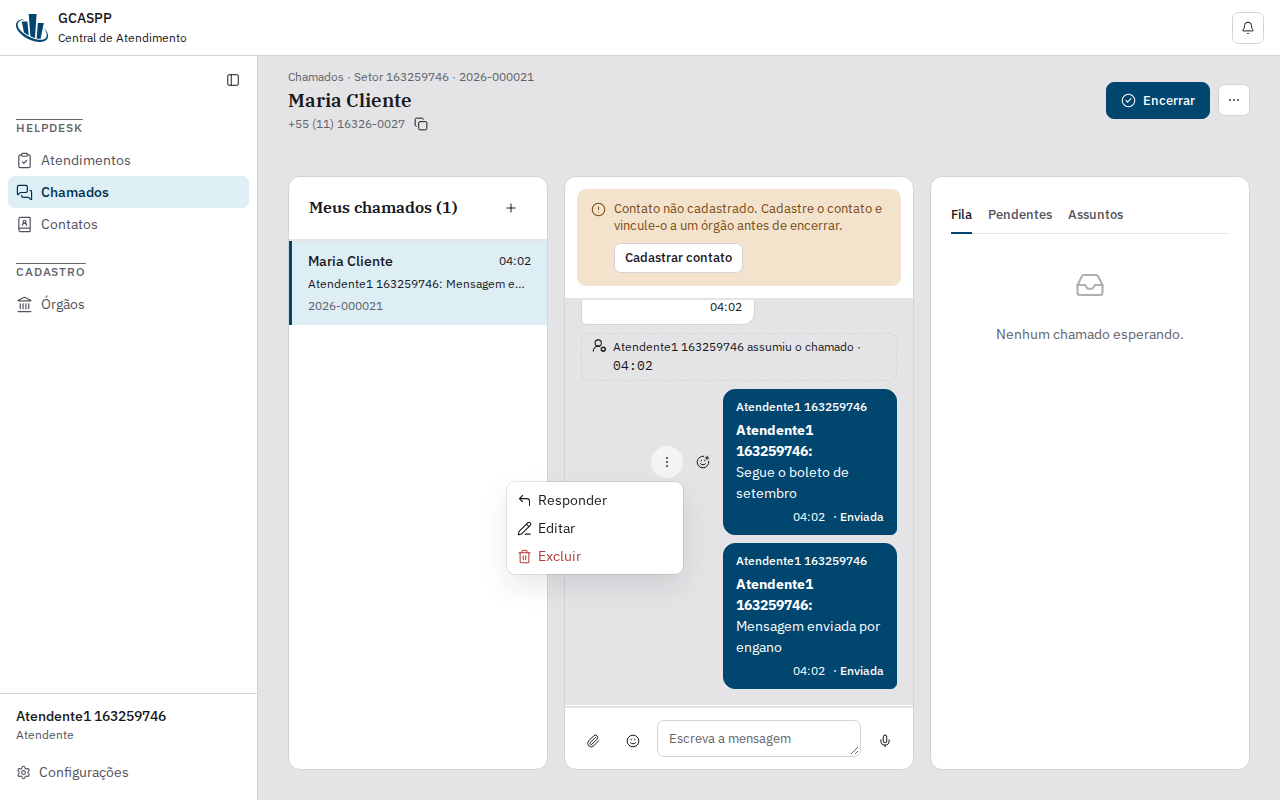 GCASPP
Central de Atendimento
HELPDESK
Atendimentos
Chamados
Contatos
CADASTRO
Órgãos
Atendente1 163259746
Atendente
Configurações
Chamados · Setor 163259746 · 2026-000021
Maria Cliente
+55 (11) 16326-0027
Encerrar
Meus chamados (1)
Maria Cliente 04:02
Atendente1 163259746: Mensagem e...
2026-000021
Contato não cadastrado. Cadastre o contato e
vincule-o a um órgão antes de encerrar.
Cadastrar contato
04:02
Atendente1 163259746 assumiu o chamado ·
04:02
Atendente1 163259746
Atendente1
163259746:
Segue o boleto de
setembro
04:02 · Enviada
Responder
Editar
Excluir
Atendente1 163259746
Atendente1
163259746:
Mensagem enviada por
engano
04:02 · Enviada
Escreva a mensagem
Fila Pendentes Assuntos
Nenhum chamado esperando.